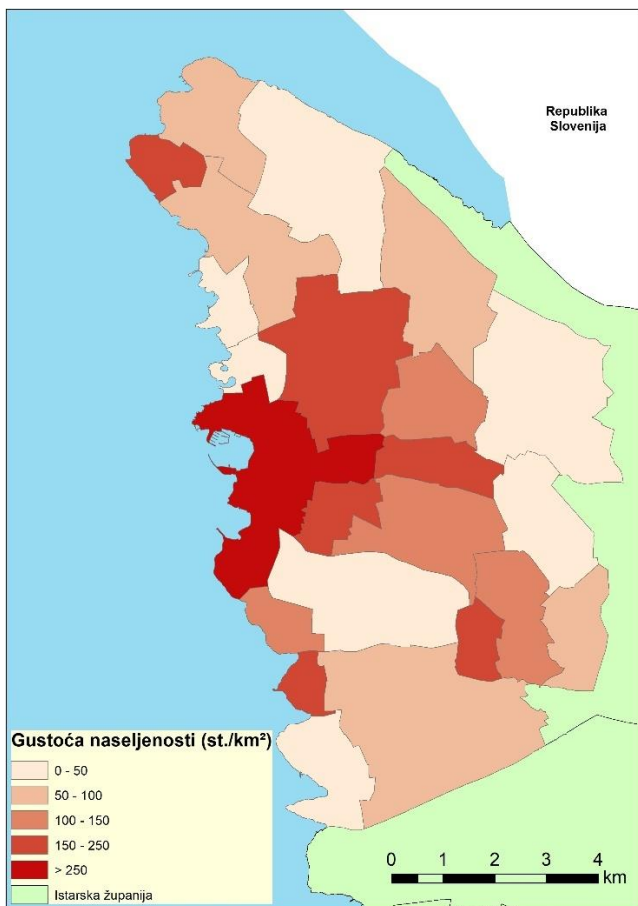 Republika
Slovenija
Gustoća naseljenosti (st./km²)
0 - 50
50 - 100
100 - 150
150 - 250
> 250
Istarska županija
0 1 2 3 4
km